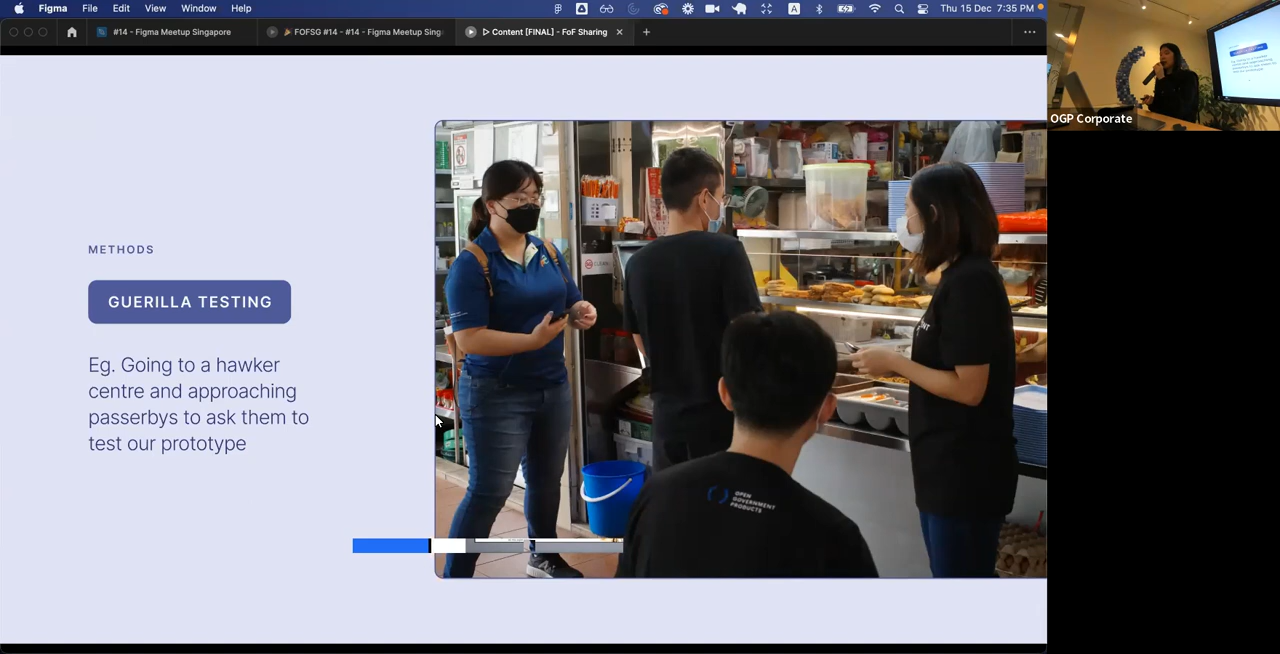 Figma File Edit View Window Help
Thu 15 Dec 7:35 PM
#14 - Figma Meetup Singapore
FOFSG #14 - #14 - Figma Meetup Sing
Content [FINAL] - FoF Sharing
OGP Corporate
METHODS
GUERILLA TESTING
Eg. Going to a hawker
centre and approaching
passerbys to ask them to
test our prototype
OPEN
GOVERNMENT
PRODUCTS